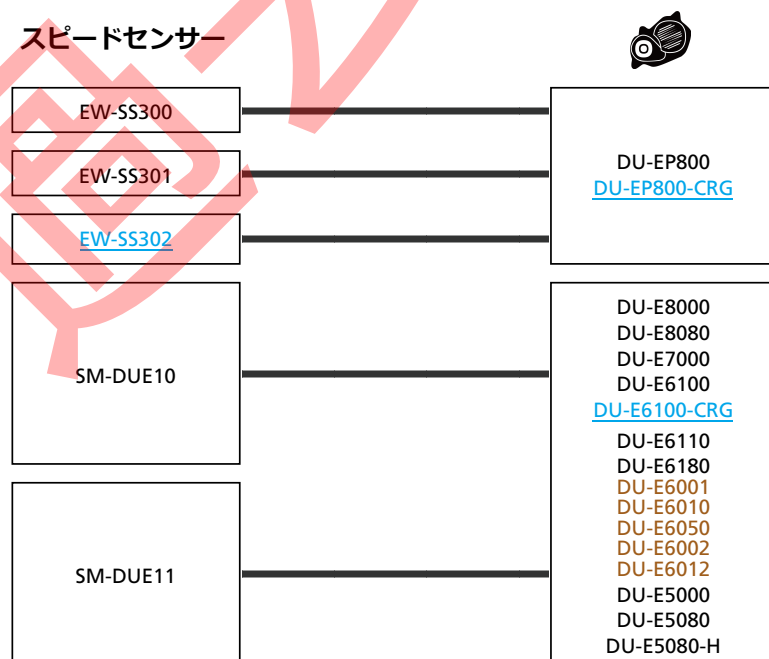 スピードセンサー
EW-SS300
EW-SS301
EW-SS302
DU-EP800
DU-EP800-CRG
SM-DUE10
SM-DUE11
DU-E8000
DU-E8080
DU-E7000
DU-E6100
DU-E6100-CRG
DU-E6110
DU-E6180
DU-E6001
DU-E6010
DU-E6050
DU-E6002
DU-E6012
DU-E5000
DU-E5080
DU-E5080-H